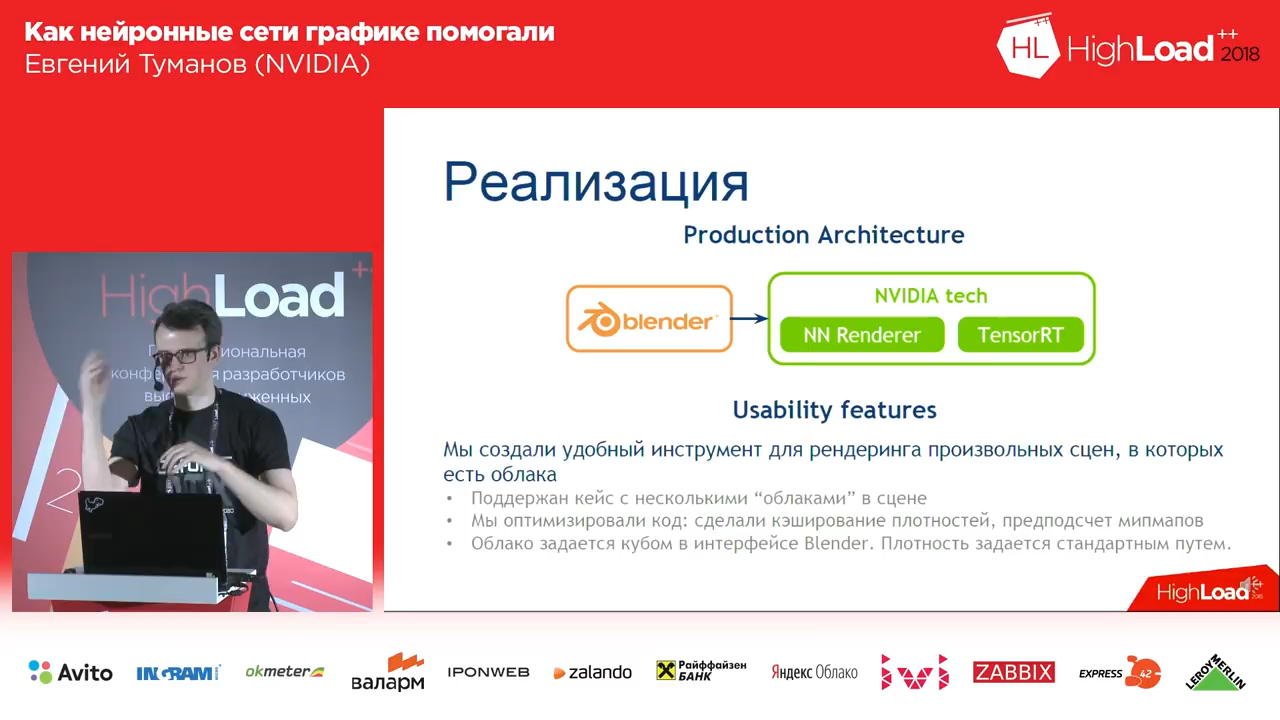 Как нейронные сети графике помогали
Евгений Туманов (NVIDIA)
HL HighLoad++ 2018
Реализация
Production Architecture
blender
NVIDIA tech
NN Renderer
TensorRT
Usability features
Мы создали удобный инструмент для рендеринга произвольных сцен, в которых
есть облака
• Поддержан кейс с несколькими “облаками” в сцене
• Мы оптимизировали код: сделали кэширование плотностей, предподсчет мипмапов
• Облако задается кубом в интерфейсе Blender. Плотность задается стандартным путем.
HighLoad++
HighLoad++
разработчиков
2
Avito
INGRAM
okmeter
валарм
IPONWEB
zalando
Райффайзен
БАНК
Яндекс Облако
ivi
ZABBIX
EXPRESS 42
LEROY MERLIN